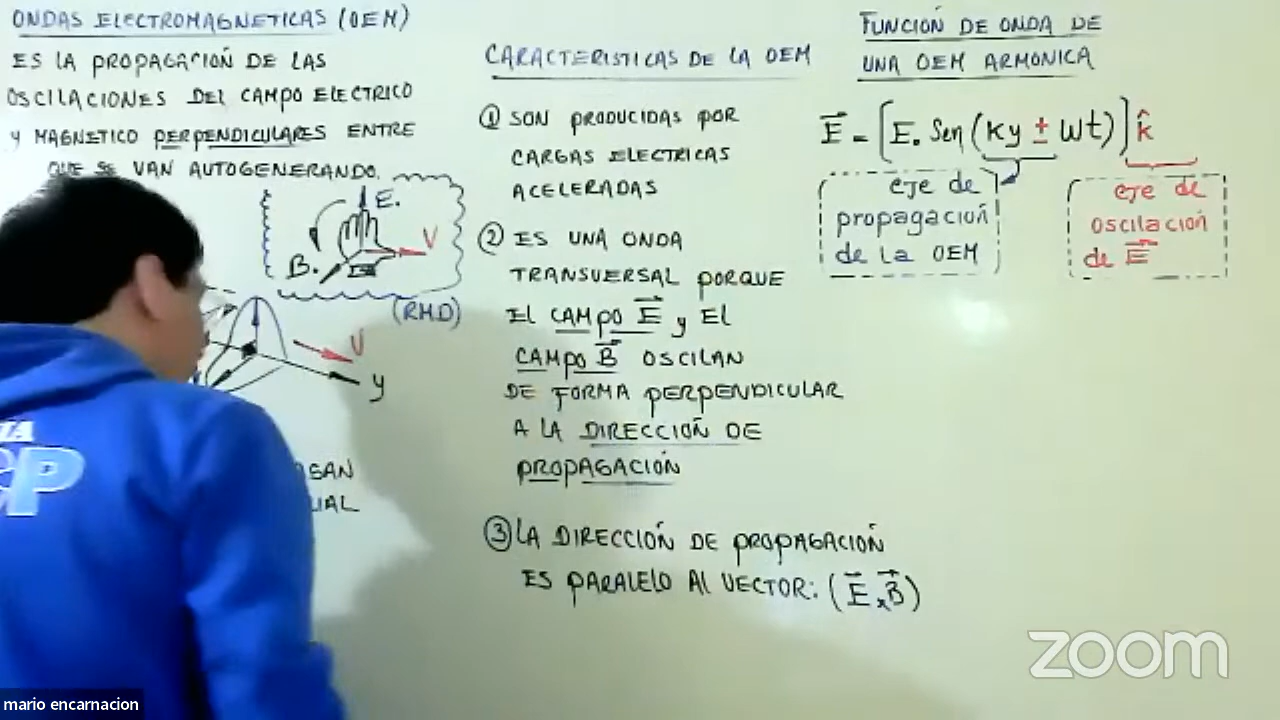 ONDAS ELECTROMAGNETICAS (OEM)
ES LA PROPAGACIÓN DE LAS
OSCILACIONES DEL CAMPO ELECTRICO
Y MAGNETICO PERPENDICULARES ENTRE
QUE SE VAN AUTOGENERANDO.
E.
V
B.
(RMD)
V
y
CARACTERISTICAS DE LA OEM
① SON PRODUCIDAS POR
CARGAS ELECTRICAS
ACELERADAS
② ES UNA ONDA
TRANSVERSAL PORQUE
EL CAMPO E⃗ y EL
CAMPO B⃗ OSCILAN
DE FORMA PERPENDICULAR
A LA DIRECCIÓN DE
PROPAGACIÓN
③ LA DIRECCIÓN DE PROPAGACIÓN
ES PARALELO AL VECTOR: (E⃗ x B⃗)
FUNCIÓN DE ONDA DE
UNA OEM ARMONICA
E⃗ = [E. Sen (Ky ± wt)] k̂
eje de
propagación
de la OEM
eje de
oscilación
de E⃗
zoom
mario encarnacion